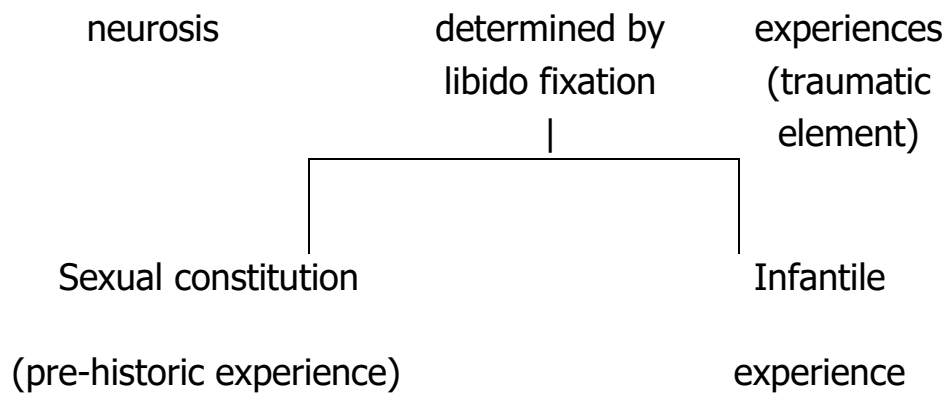 neurosis determined by experiences
libido fixation (traumatic
| element)
Sexual constitution Infantile
(pre-historic experience) experience